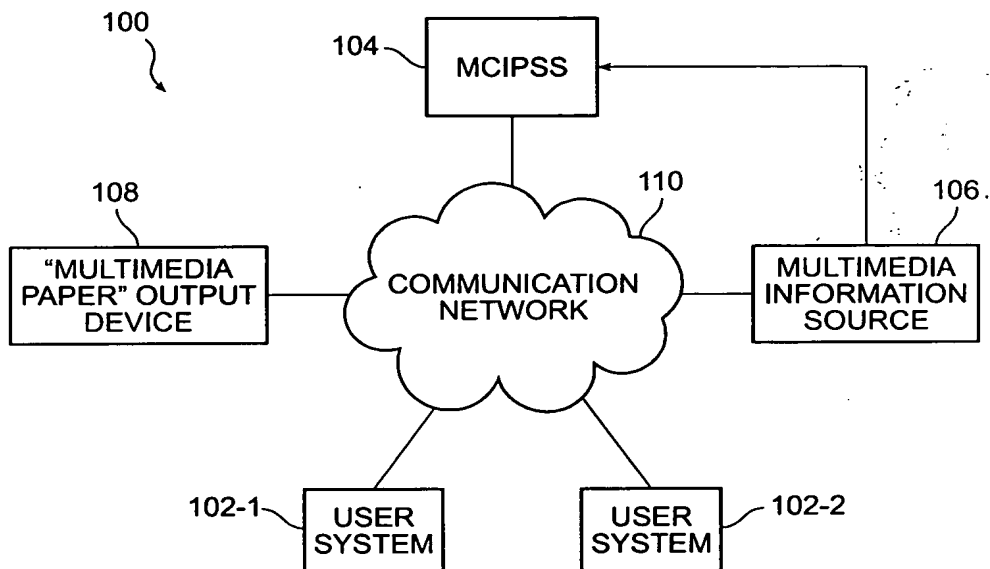 100
104
MCIPSS
110
108
106.
"MULTIMEDIA
PAPER" OUTPUT
DEVICE
COMMUNICATION
NETWORK
MULTIMEDIA
INFORMATION
SOURCE
102-1
USER
SYSTEM
USER
SYSTEM
102-2